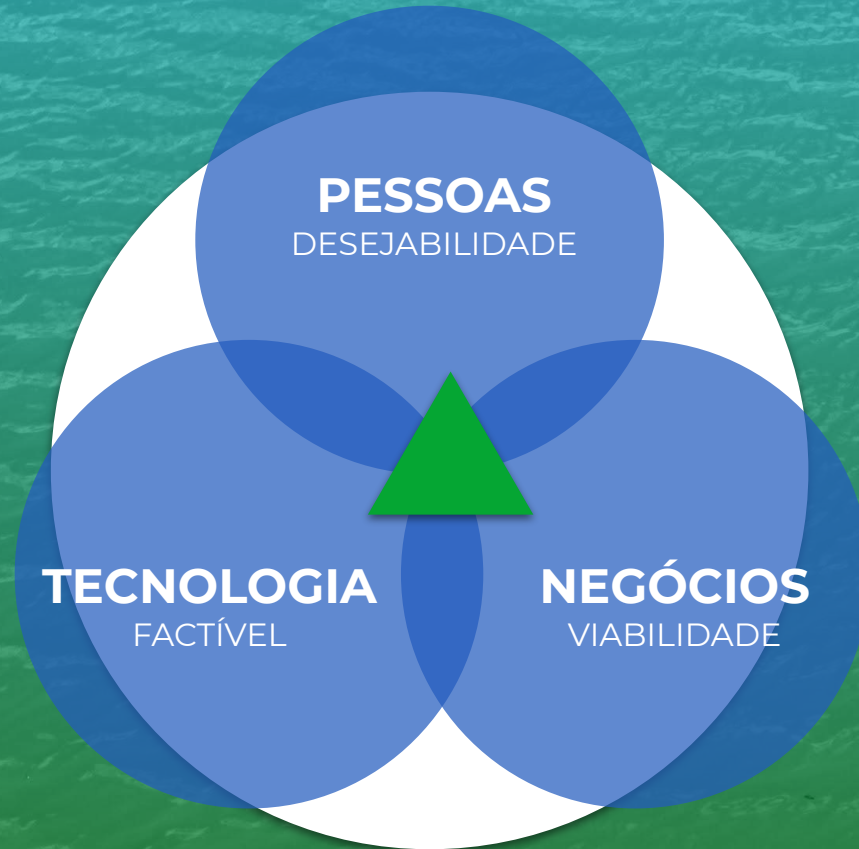 PESSOAS
DESEJABILIDADE
TECNOLOGIA
FACTÍVEL
NEGÓCIOS
VIABILIDADE